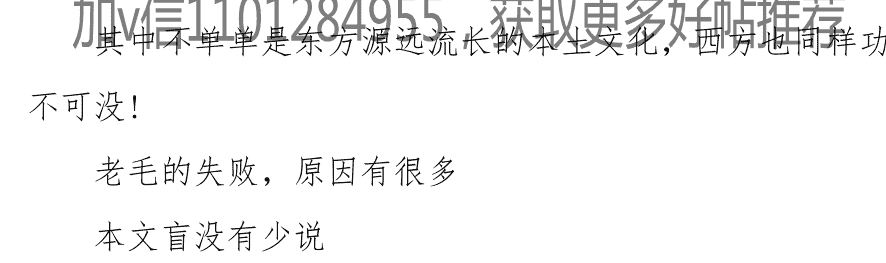 加v信1101284955 获取更多好帖推荐
其中不单单是东方源远流长的本土文化，西方也同样功
不可没!
老毛的失败，原因有很多
本文盲没有少说